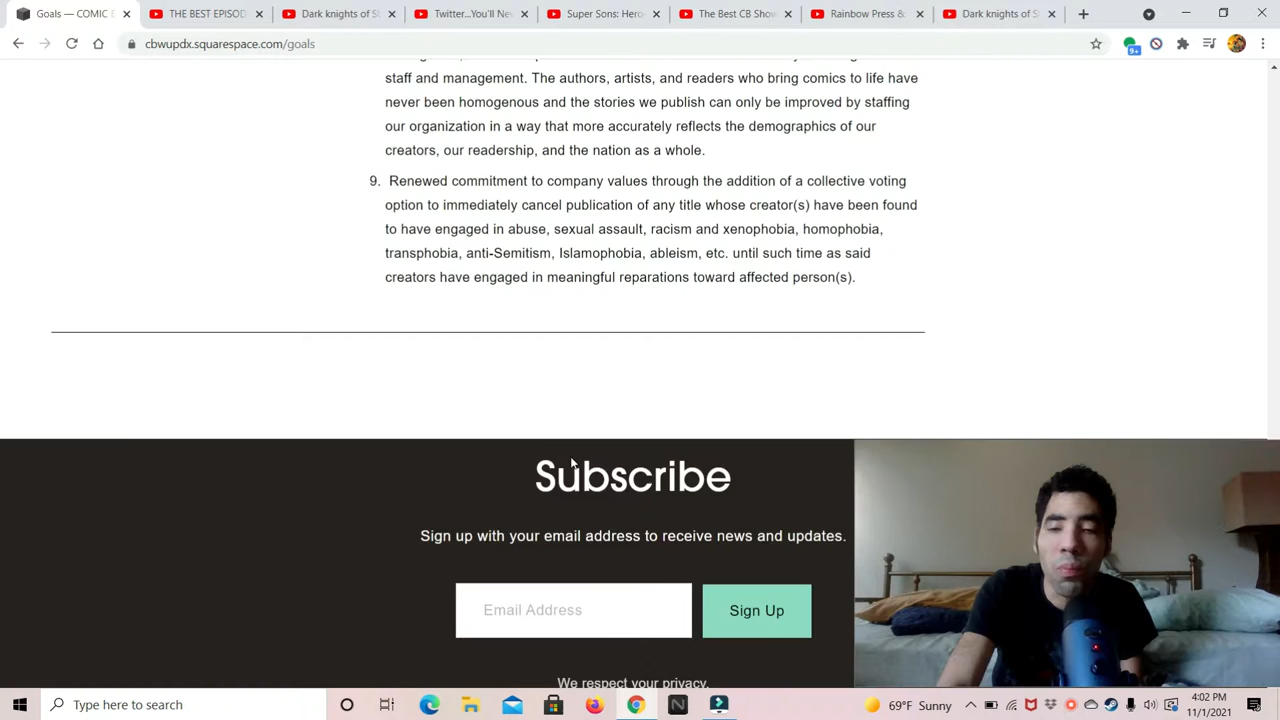 Goals — COMIC B
THE BEST EPISOD
Dark knights of S
Twitter...You'll Ne
Super Sons: Hero
The Best CB Show
Rainbow Press &
Dark knights of S
cbwupdx.squarespace.com/goals
9+
staff and management. The authors, artists, and readers who bring comics to life have
never been homogenous and the stories we publish can only be improved by staffing
our organization in a way that more accurately reflects the demographics of our
creators, our readership, and the nation as a whole.
9. Renewed commitment to company values through the addition of a collective voting
option to immediately cancel publication of any title whose creator(s) have been found
to have engaged in abuse, sexual assault, racism and xenophobia, homophobia,
transphobia, anti-Semitism, Islamophobia, ableism, etc. until such time as said
creators have engaged in meaningful reparations toward affected person(s).
Subscribe
Sign up with your email address to receive news and updates.
Email Address
Sign Up
We respect your privacy.
Type here to search
69°F Sunny
4:02 PM
11/1/2021